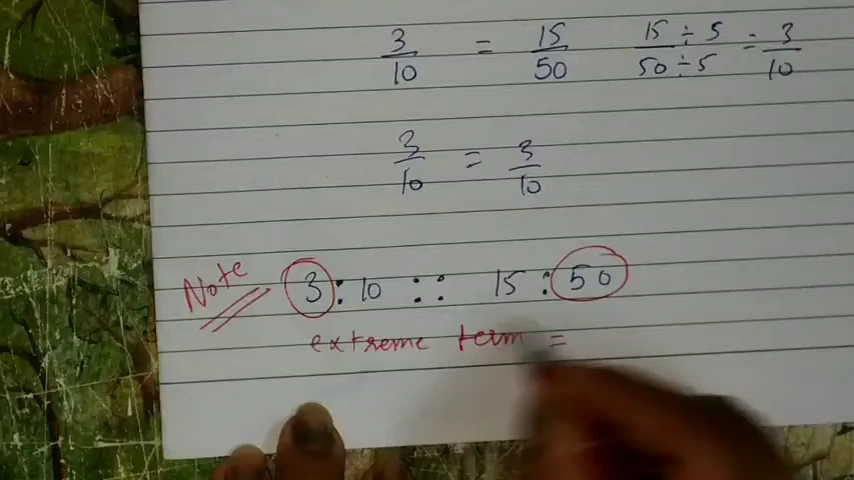 3/10 = 15/50   15 ÷ 5 / 50 ÷ 5 = 3/10
3/10 = 3/10
Note 3 : 10 : : 15 : 50
extreme term =